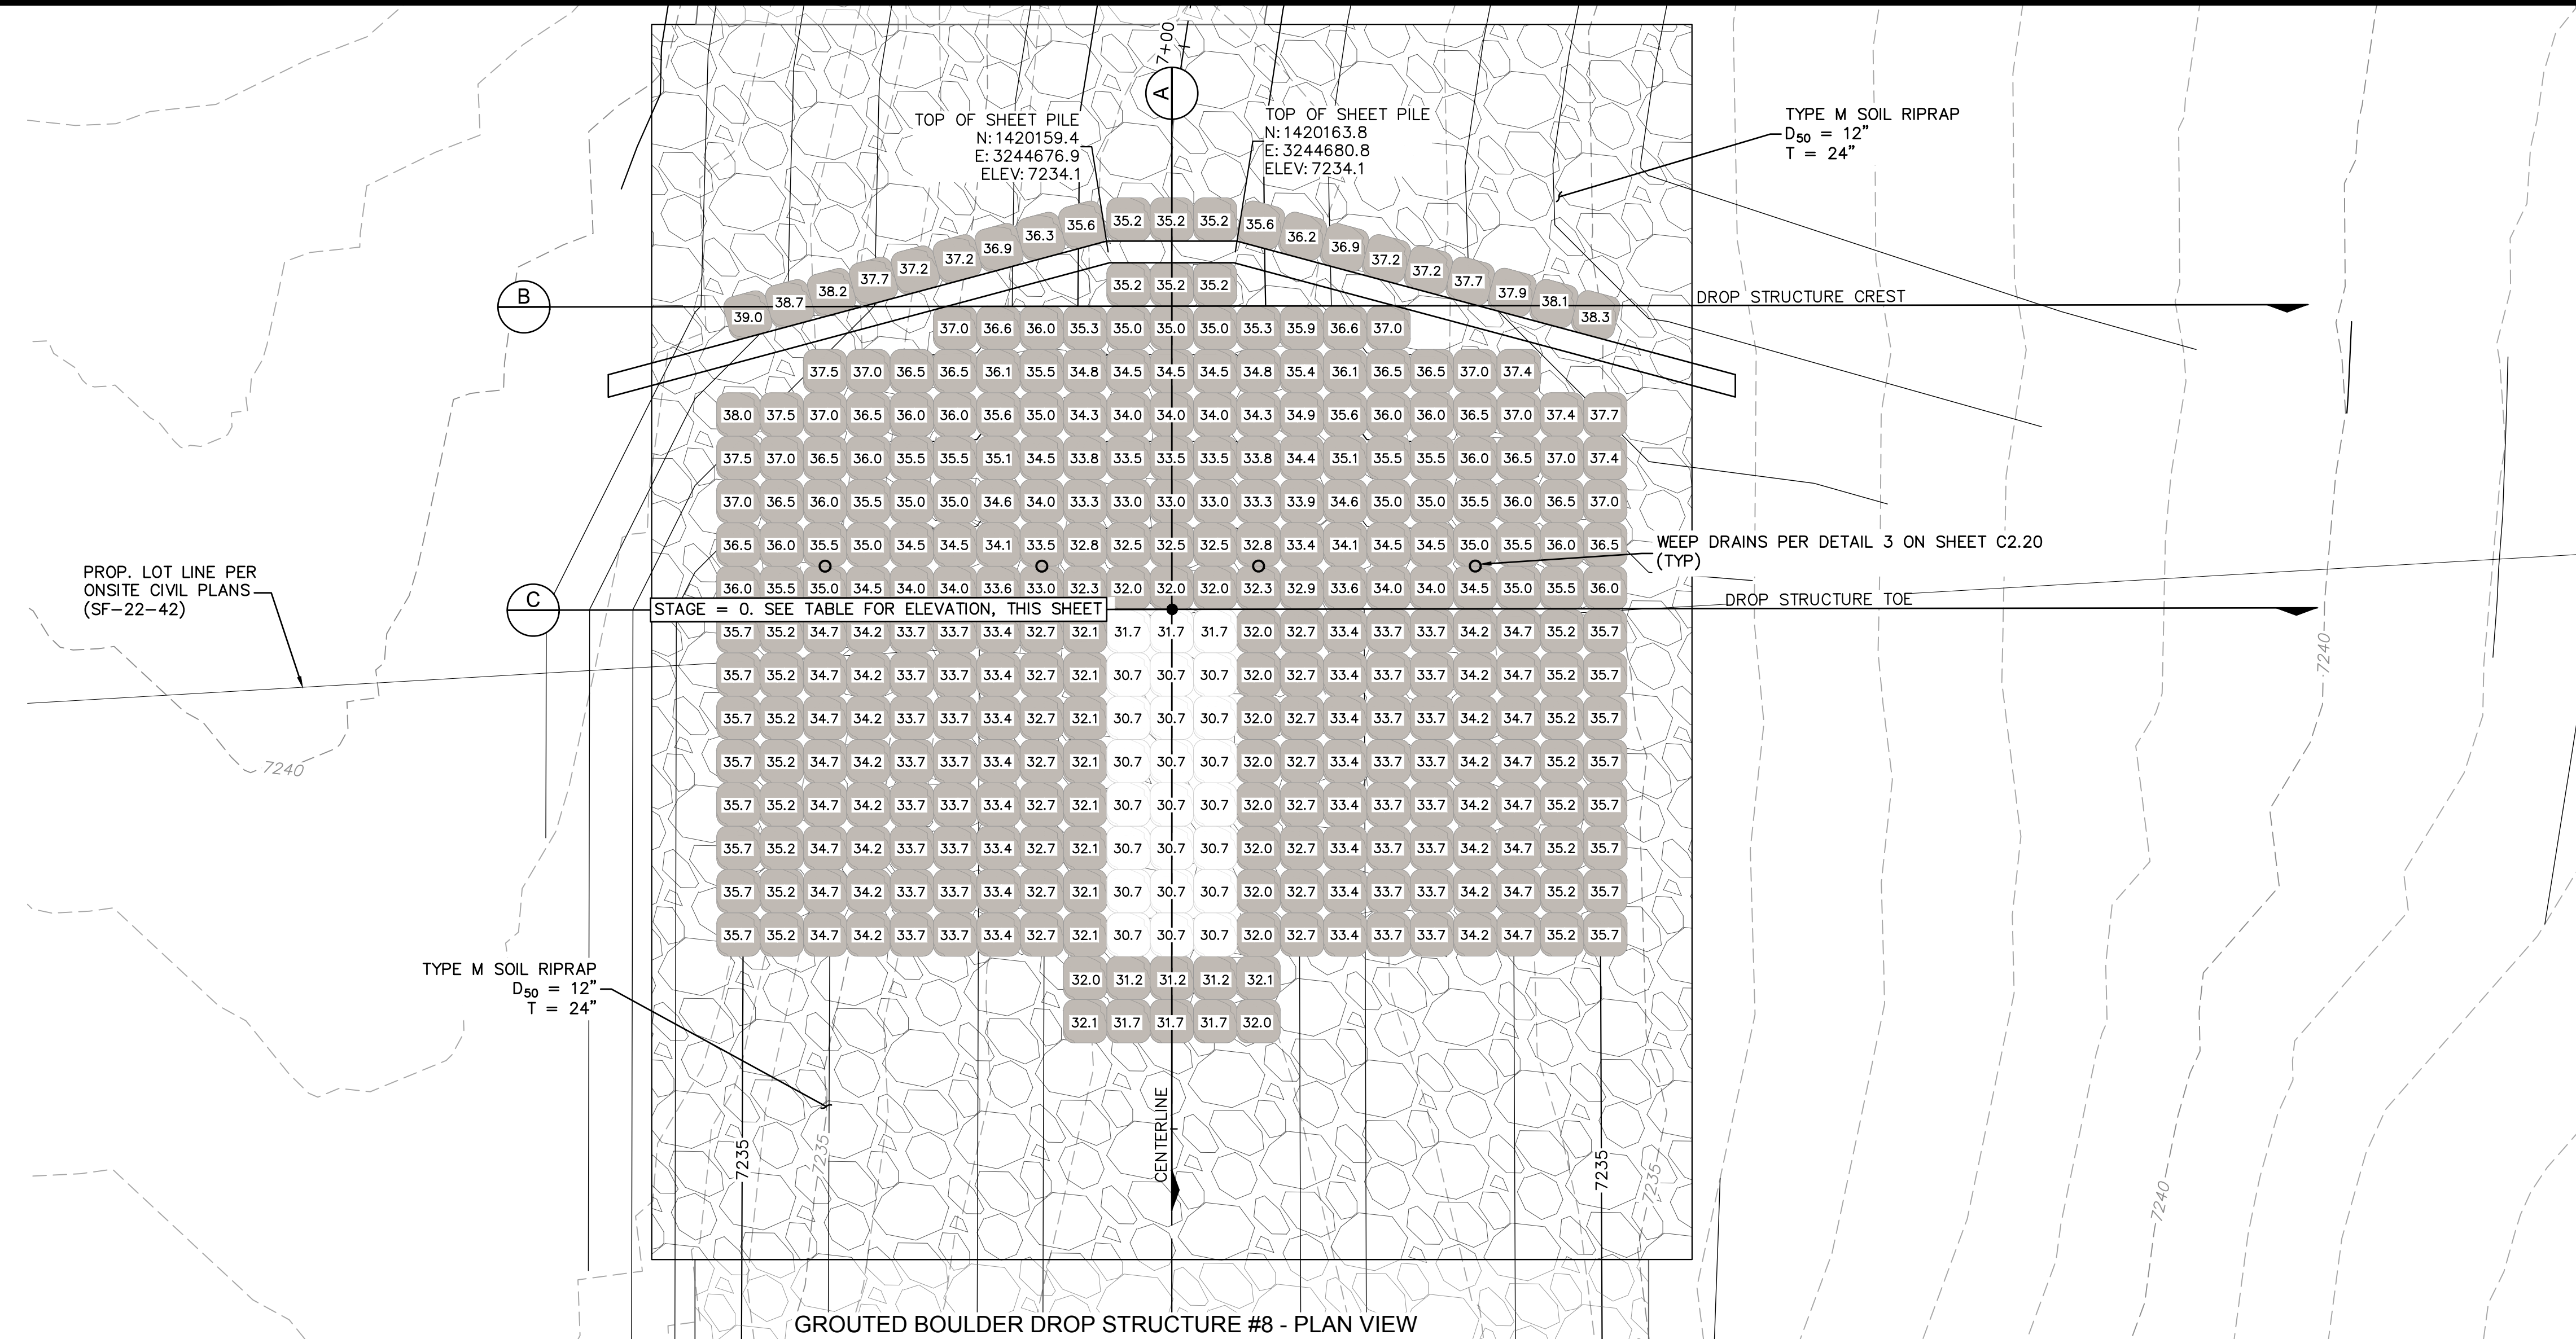 7+00
A
TOP OF SHEET PILE
N: 1420159.4
E: 3244676.9
ELEV: 7234.1
TOP OF SHEET PILE
N: 1420163.8
E: 3244680.8
ELEV: 7234.1
TYPE M SOIL RIPRAP
D50 = 12"
T = 24"
39.0 38.7 38.2 37.7 37.2 37.2 36.9 36.3 35.6 35.2 35.2 35.2 35.6 36.2 36.9 37.2 37.2 37.7 37.9 38.1 38.3
35.2 35.2 35.2
B
DROP STRUCTURE CREST
37.0 36.6 36.0 35.3 35.0 35.0 35.0 35.3 35.9 36.6 37.0
37.5 37.0 36.5 36.5 36.1 35.5 34.8 34.5 34.5 34.5 34.8 35.4 36.1 36.5 36.5 37.0 37.4
38.0 37.5 37.0 36.5 36.0 36.0 35.6 35.0 34.3 34.0 34.0 34.0 34.3 34.9 35.6 36.0 36.0 36.5 37.0 37.4 37.7
37.5 37.0 36.5 36.0 35.5 35.5 35.1 34.5 33.8 33.5 33.5 33.5 33.8 34.4 35.1 35.5 35.5 36.0 36.5 37.0 37.4
37.0 36.5 36.0 35.5 35.0 35.0 34.6 34.0 33.3 33.0 33.0 33.0 33.3 33.9 34.6 35.0 35.0 35.5 36.0 36.5 37.0
36.5 36.0 35.5 35.0 34.5 34.5 34.1 33.5 32.8 32.5 32.5 32.5 32.8 33.4 34.1 34.5 34.5 35.0 35.5 36.0 36.5
WEEP DRAINS PER DETAIL 3 ON SHEET C2.20
(TYP)
36.0 35.5 35.0 34.5 34.0 34.0 33.6 33.0 32.3 32.0 32.0 32.0 32.3 32.9 33.6 34.0 34.0 34.5 35.0 35.5 36.0
PROP. LOT LINE PER
ONSITE CIVIL PLANS
(SF-22-42)
C
STAGE = 0. SEE TABLE FOR ELEVATION, THIS SHEET
DROP STRUCTURE TOE
35.7 35.2 34.7 34.2 33.7 33.7 33.4 32.7 32.1 31.7 31.7 31.7 32.0 32.7 33.4 33.7 33.7 34.2 34.7 35.2 35.7
35.7 35.2 34.7 34.2 33.7 33.7 33.4 32.7 32.1 30.7 30.7 30.7 32.0 32.7 33.4 33.7 33.7 34.2 34.7 35.2 35.7
35.7 35.2 34.7 34.2 33.7 33.7 33.4 32.7 32.1 30.7 30.7 30.7 32.0 32.7 33.4 33.7 33.7 34.2 34.7 35.2 35.7
35.7 35.2 34.7 34.2 33.7 33.7 33.4 32.7 32.1 30.7 30.7 30.7 32.0 32.7 33.4 33.7 33.7 34.2 34.7 35.2 35.7
35.7 35.2 34.7 34.2 33.7 33.7 33.4 32.7 32.1 30.7 30.7 30.7 32.0 32.7 33.4 33.7 33.7 34.2 34.7 35.2 35.7
35.7 35.2 34.7 34.2 33.7 33.7 33.4 32.7 32.1 30.7 30.7 30.7 32.0 32.7 33.4 33.7 33.7 34.2 34.7 35.2 35.7
35.7 35.2 34.7 34.2 33.7 33.7 33.4 32.7 32.1 30.7 30.7 30.7 32.0 32.7 33.4 33.7 33.7 34.2 34.7 35.2 35.7
35.7 35.2 34.7 34.2 33.7 33.7 33.4 32.7 32.1 30.7 30.7 30.7 32.0 32.7 33.4 33.7 33.7 34.2 34.7 35.2 35.7
32.0 31.2 31.2 31.2 32.1
32.1 31.7 31.7 31.7 32.0
7240
7240
TYPE M SOIL RIPRAP
D50 = 12"
T = 24"
7235
7235
CENTERLINE
7235
7235
7240
GROUTED BOULDER DROP STRUCTURE #8 - PLAN VIEW